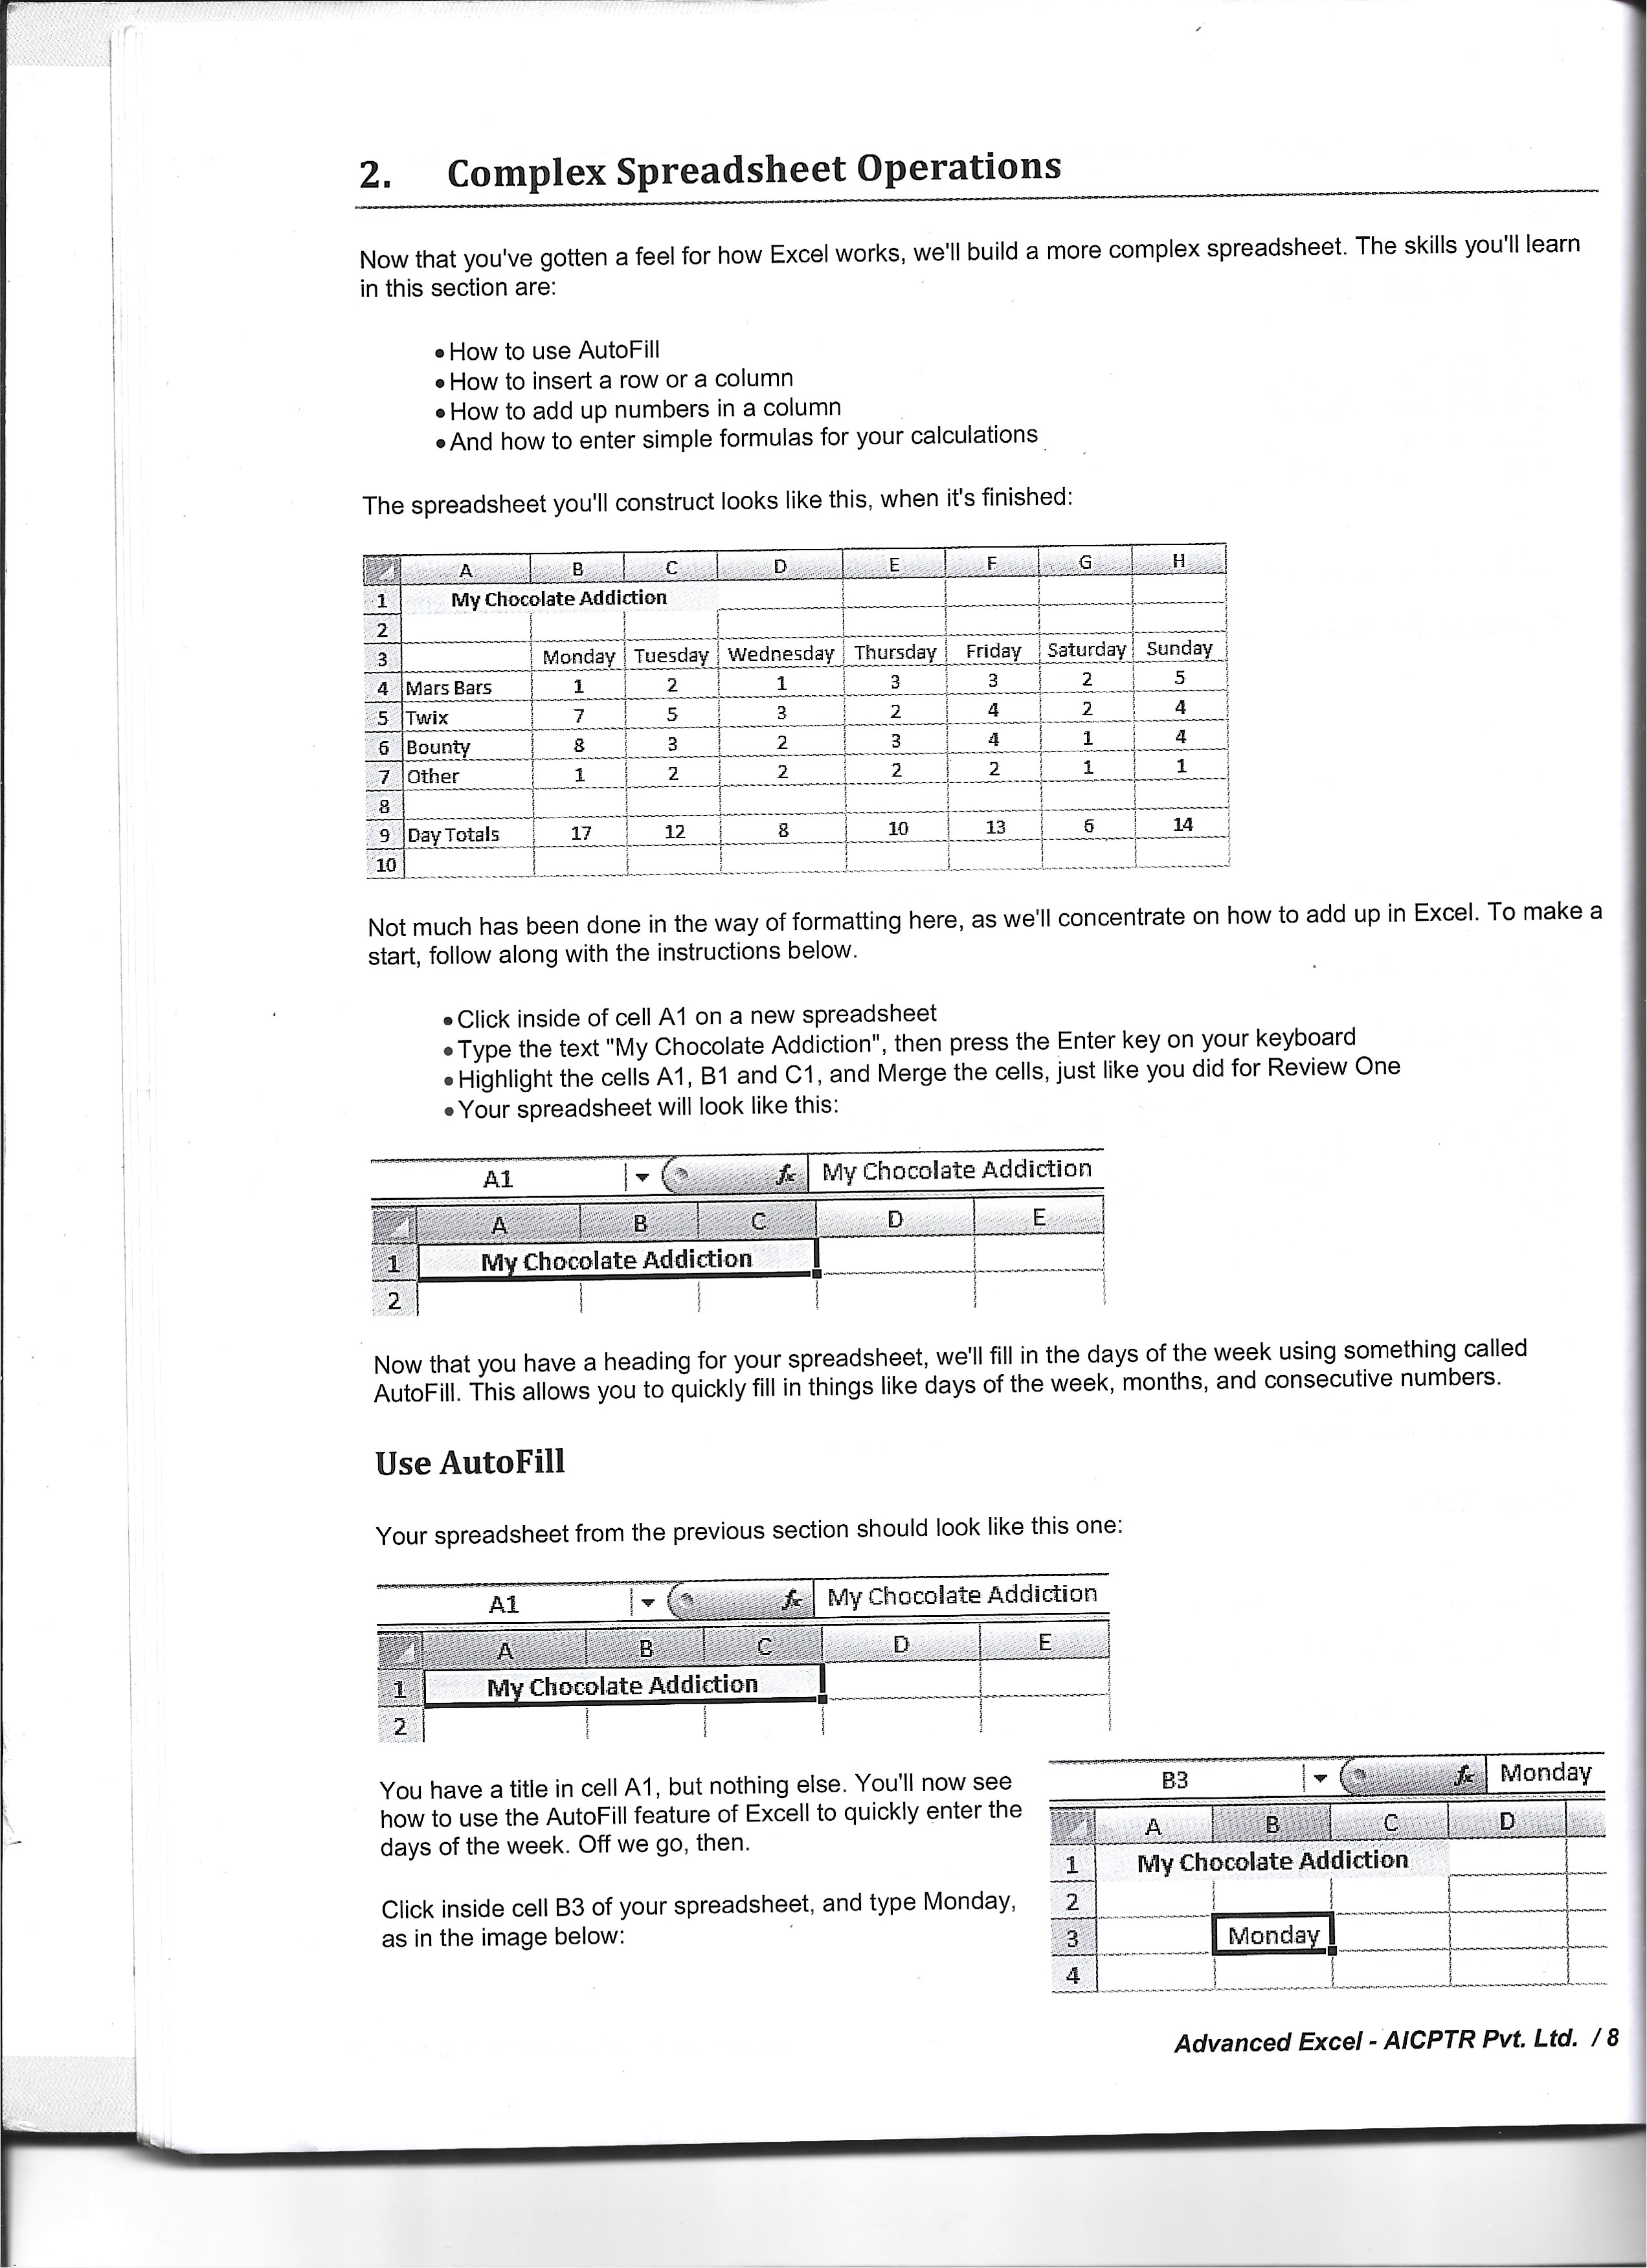 2. Complex Spreadsheet Operations
Now that you've gotten a feel for how Excel works, we'll build a more complex spreadsheet. The skills you'll learn
in this section are:
• How to use AutoFill
• How to insert a row or a column
• How to add up numbers in a column
• And how to enter simple formulas for your calculations
The spreadsheet you'll construct looks like this, when it's finished:
A B C D E F G H
1 My Chocolate Addiction
2
3 Monday Tuesday Wednesday Thursday Friday Saturday Sunday
4 Mars Bars 1 2 1 3 3 2 5
5 Twix 7 5 3 2 4 2 4
6 Bounty 8 3 2 3 4 1 4
7 Other 1 2 2 2 2 1 1
8
9 Day Totals 17 12 8 10 13 6 14
10
Not much has been done in the way of formatting here, as we'll concentrate on how to add up in Excel. To make a
start, follow along with the instructions below.
• Click inside of cell A1 on a new spreadsheet
• Type the text "My Chocolate Addiction", then press the Enter key on your keyboard
• Highlight the cells A1, B1 and C1, and Merge the cells, just like you did for Review One
• Your spreadsheet will look like this:
A1 fx My Chocolate Addiction
A B C D E
1 My Chocolate Addiction
2
Now that you have a heading for your spreadsheet, we'll fill in the days of the week using something called
AutoFill. This allows you to quickly fill in things like days of the week, months, and consecutive numbers.
Use AutoFill
Your spreadsheet from the previous section should look like this one:
A1 fx My Chocolate Addiction
A B C D E
1 My Chocolate Addiction
2
You have a title in cell A1, but nothing else. You'll now see
how to use the AutoFill feature of Excell to quickly enter the
days of the week. Off we go, then.
Click inside cell B3 of your spreadsheet, and type Monday,
as in the image below:
B3 fx Monday
A B C D
1 My Chocolate Addiction
2
3 Monday
4
Advanced Excel - AICPTR Pvt. Ltd. / 8